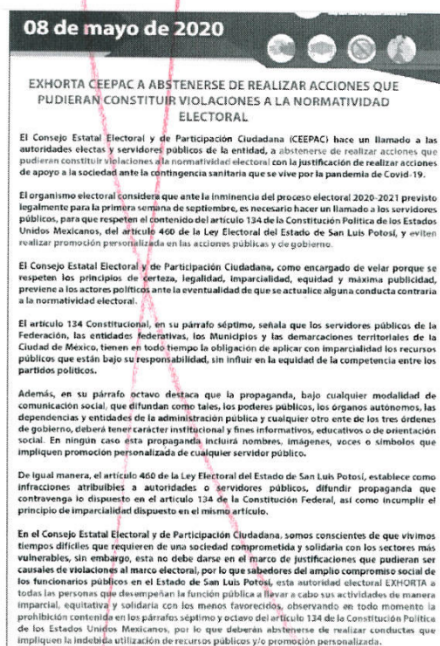 08 de mayo de 2020
EXHORTA CEEPAC A ABSTENERSE DE REALIZAR ACCIONES QUE
PUDIERAN CONSTITUIR VIOLACIONES A LA NORMATIVIDAD
ELECTORAL
El Consejo Estatal Electoral y de Participación Ciudadana (CEEPAC) hace un llamado a las
autoridades electas y servidores públicos de la entidad, a abstenerse de realizar acciones que
pudieran constituir violaciones a la normatividad electoral con la justificación de realizar acciones
de apoyo a la sociedad ante la contingencia sanitaria que se vive por la pandemia de Covid-19.
El organismo electoral considera que ante la inminencia del proceso electoral 2020-2021 previsto
legalmente para la primera semana de septiembre, es necesario hacer un llamado a los servidores
públicos, para que respeten el contenido del artículo 134 de la Constitución Política de los Estados
Unidos Mexicanos, del artículo 460 de la Ley Electoral del Estado de San Luis Potosí, y eviten
realizar promoción personalizada en las acciones públicas y de gobierno.
El Consejo Estatal Electoral y de Participación Ciudadana, como encargado de velar porque se
respeten los principios de certeza, legalidad, imparcialidad, equidad y máxima publicidad,
previene a los actores políticos ante la eventualidad de que se actualice alguna conducta contraria
a la normatividad electoral.
El artículo 134 Constitucional, en su párrafo séptimo, señala que los servidores públicos de la
Federación, las entidades federativas, los Municipios y las demarcaciones territoriales de la
Ciudad de México, tienen en todo tiempo la obligación de aplicar con imparcialidad los recursos
públicos que están bajo su responsabilidad, sin influir en la equidad de la competencia entre los
partidos políticos.
Además, en su párrafo octavo destaca que la propaganda, bajo cualquier modalidad de
comunicación social, que difundan como tales, los poderes públicos, los órganos autónomos, las
dependencias y entidades de la administración pública y cualquier otro ente de los tres órdenes
de gobierno, deberá tener carácter institucional y fines informativos, educativos o de orientación
social. En ningún caso esta propaganda incluirá nombres, imágenes, voces o símbolos que
impliquen promoción personalizada de cualquier servidor público.
De igual manera, el artículo 460 de la Ley Electoral del Estado de San Luis Potosí, establece como
infracciones atribuibles a autoridades o servidores públicos, difundir propaganda que
contravenga lo dispuesto en el artículo 134 de la Constitución Federal, así como incumplir el
principio de imparcialidad dispuesto en el mismo artículo.
En el Consejo Estatal Electoral y de Participación Ciudadana, somos conscientes de que vivimos
tiempos difíciles que requieren de una sociedad comprometida y solidaria con los sectores más
vulnerables, sin embargo, esta no debe darse en el marco de justificaciones que pudieran ser
causales de violaciones al marco electoral, por lo que sabedores del amplio compromiso social de
los funcionarios públicos en el Estado de San Luis Potosí, esta autoridad electoral EXHORTA a
todas las personas que desempeñan la función pública a llevar a cabo sus actividades de manera
imparcial, equitativa y solidaria con los menos favorecidos, observando en todo momento la
prohibición contenida en los párrafos séptimo y octavo del artículo 134 de la Constitución Política
de los Estados Unidos Mexicanos, por lo que deberán abstenerse de realizar conductas que
impliquen la indebida utilización de recursos públicos y/o promoción personalizada.